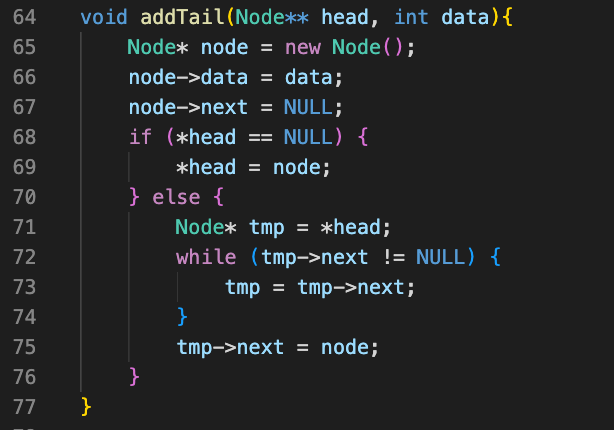 64 void addTail(Node** head, int data){
65 Node* node = new Node();
66 node->data = data;
67 node->next = NULL;
68 if (*head == NULL) {
69 *head = node;
70 } else {
71 Node* tmp = *head;
72 while (tmp->next != NULL) {
73 tmp = tmp->next;
74 }
75 tmp->next = node;
76 }
77 }